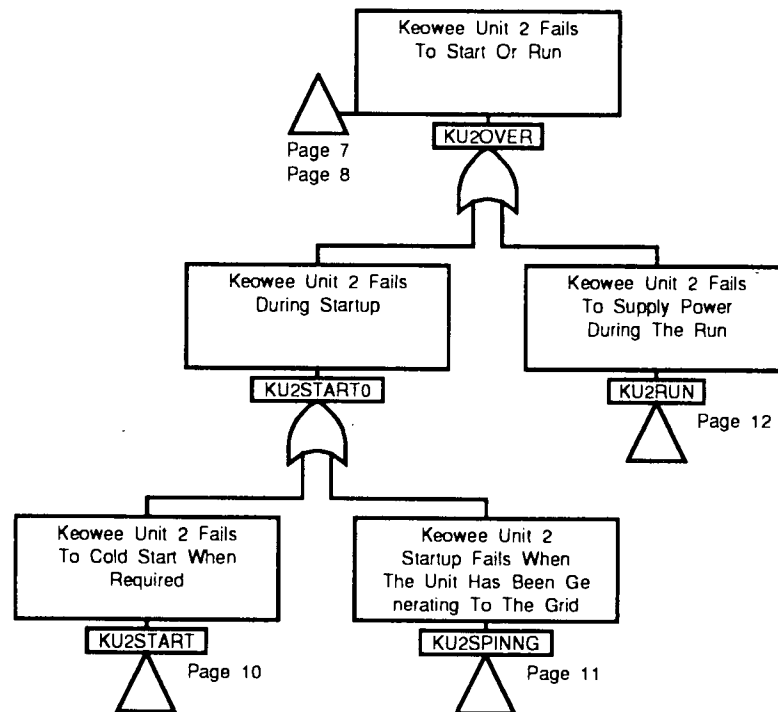 Keowee Unit 2 Fails
To Start Or Run
Page 7
Page 8
KU2OVER
Keowee Unit 2 Fails
During Startup
KU2START0
Keowee Unit 2 Fails
To Supply Power
During The Run
KU2RUN
Page 12
Keowee Unit 2 Fails
To Cold Start When
Required
KU2START
Page 10
Keowee Unit 2
Startup Fails When
The Unit Has Been Ge
nerating To The Grid
KU2SPINNG
Page 11